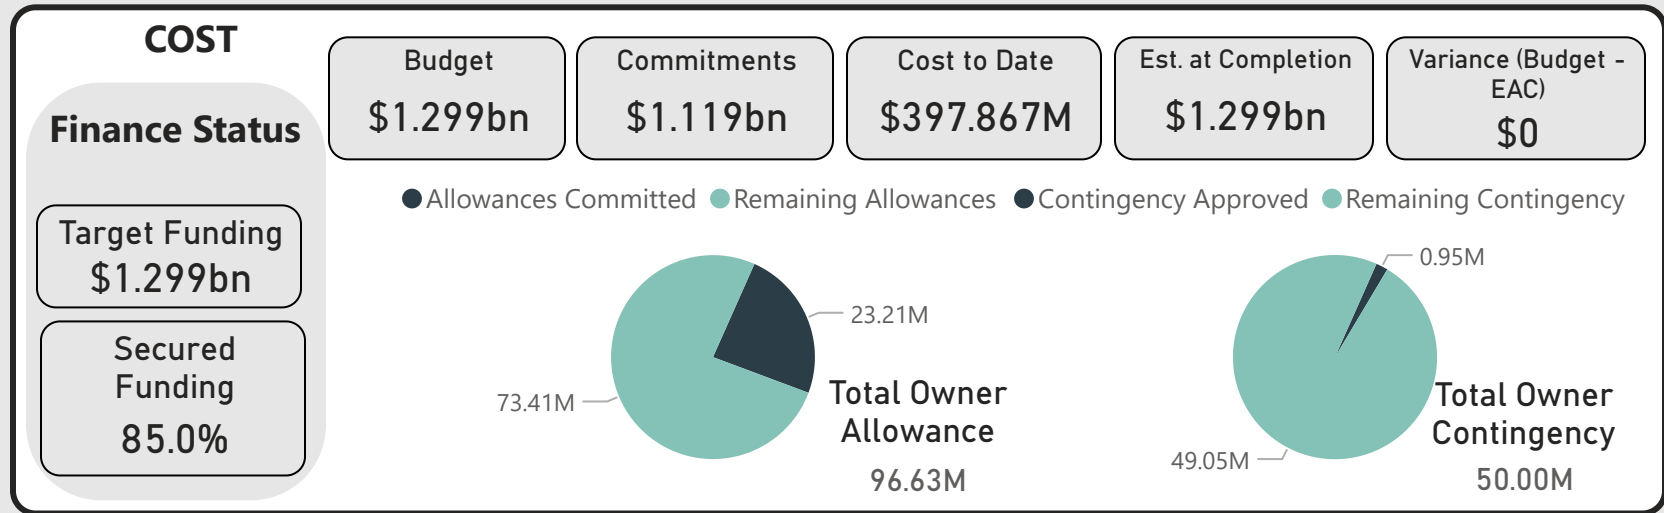 COST
Finance Status
Target Funding
$1.299bn
Secured
Funding
85.0%
Budget
$1.299bn
Commitments
$1.119bn
Cost to Date
$397.867M
Est. at Completion
$1.299bn
Variance (Budget -
EAC)
$0
Allowances Committed Remaining Allowances Contingency Approved Remaining Contingency
23.21M
73.41M
Total Owner
Allowance
96.63M
0.95M
49.05M
Total Owner
Contingency
50.00M